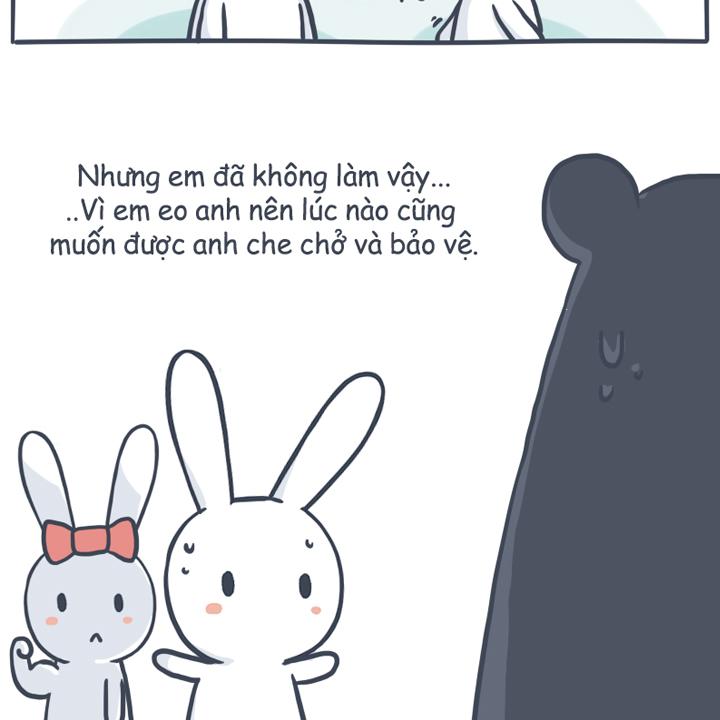 Nhưng em đã không làm vậy...
..Vì em eo anh nên lúc nào cũng
muốn được anh che chở và bảo vệ.